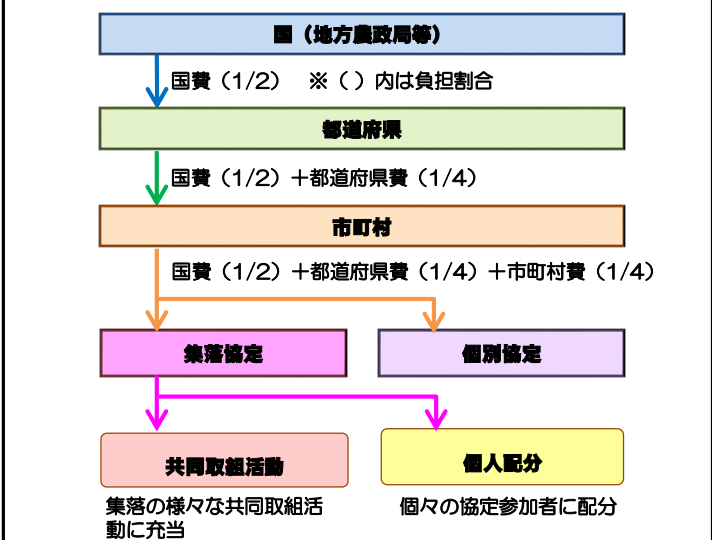 国（地方農政局等）
国費（1/2）　※（ ）内は負担割合
都道府県
国費（1/2）＋都道府県費（1/4）
市町村
国費（1/2）＋都道府県費（1/4）＋市町村費（1/4）
集落協定
個別協定
共同取組活動
個人配分
集落の様々な共同取組活
動に充当
個々の協定参加者に配分